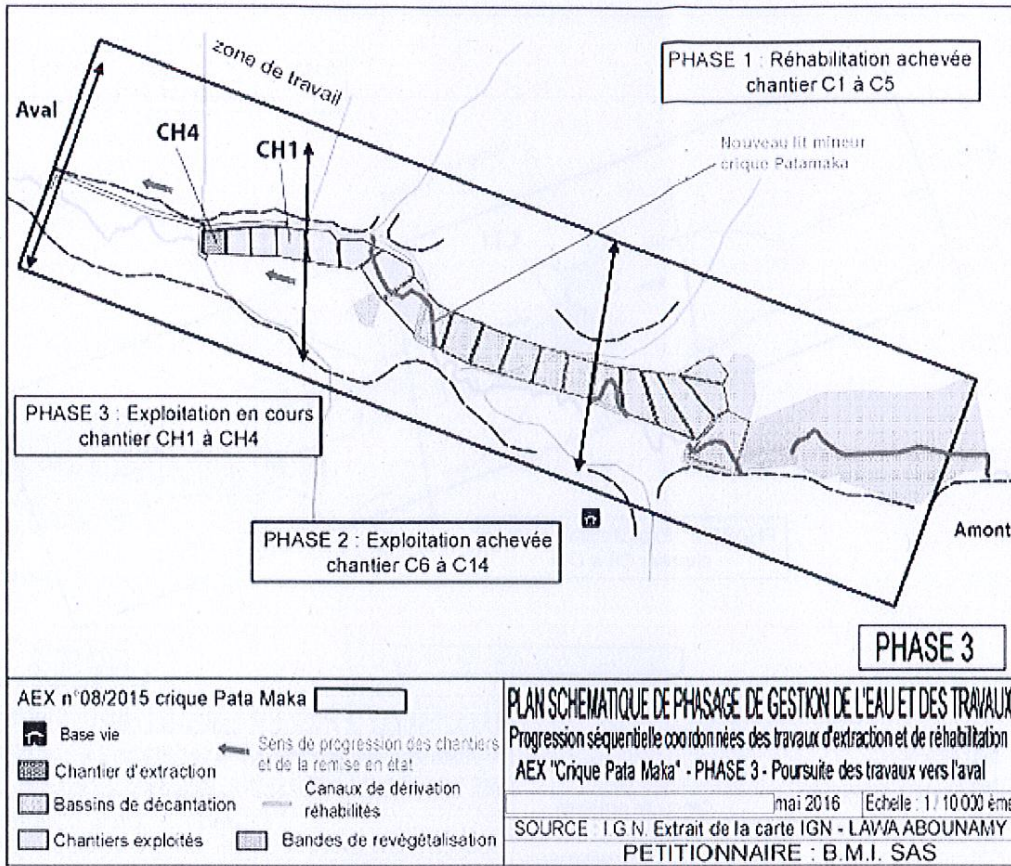 zone de travail
PHASE 1 : Réhabilitation achevée
chantier C1 à C5
Aval
CH4
CH1
Nouveau lit mineur
crique Patamaka
PHASE 3 : Exploitation en cours
chantier CH1 à CH4
PHASE 2 : Exploitation achevée
chantier C6 à C14
Amont
PHASE 3
AEX n°08/2015 crique Pata Maka
Base vie
Sens de progression des chantiers
et de la remise en état
Chantier d'extraction
Canaux de dérivation
réhabilités
Bassins de décantation
Chantiers exploités
Bandes de revégétalisation
PLAN SCHEMATIQUE DE PHASAGE DE GESTION DE L'EAU ET DES TRAVAUX
Progression séquentielle coordonnées des travaux d'extraction et de réhabilitation
AEX "Crique Pata Maka" - PHASE 3 - Poursuite des travaux vers l'aval
mai 2016 Echelle : 1 / 10 000 ème
SOURCE : I.G.N. Extrait de la carte IGN - LAWA ABOUNAMY
PETITIONNAIRE : B.M.I. SAS